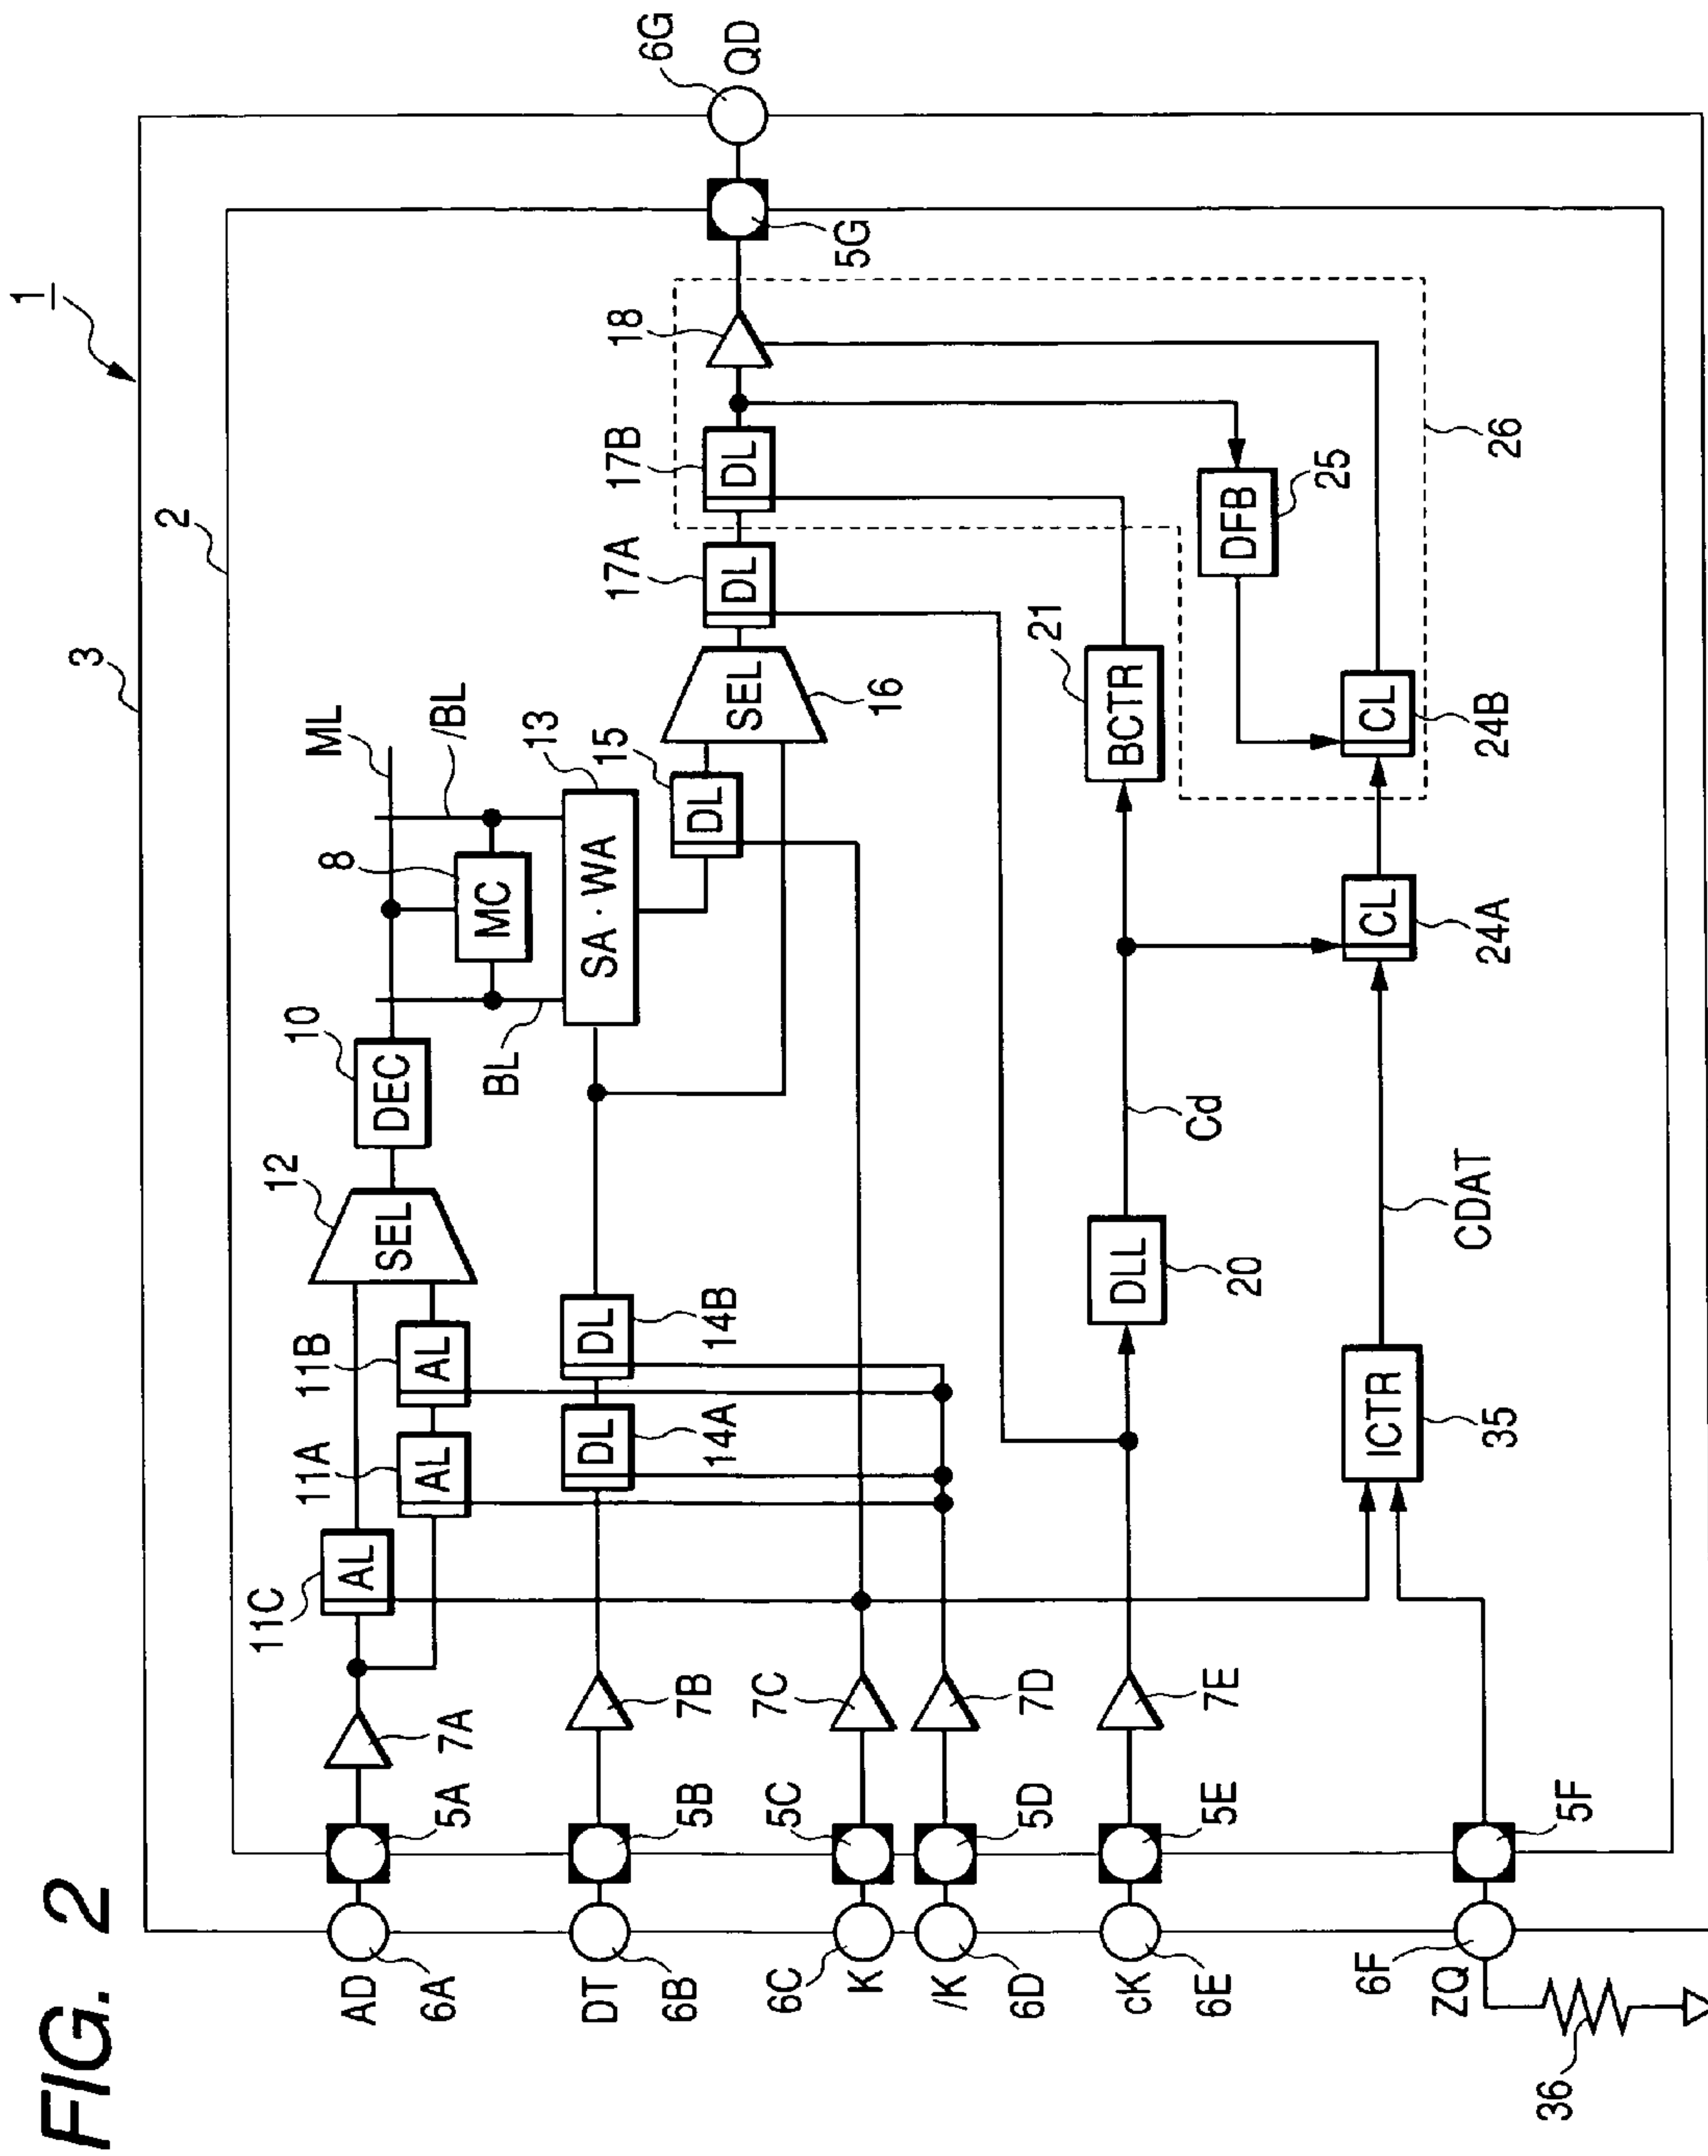 FIG. 2
1
3
2
AD
6A
5A
7A
11C
AL
11A
AL
11B
AL
12
SEL
10
DEC
ML
8
MC
BL
/BL
13
SA · WA
DT
6B
5B
7B
DL
14A
DL
14B
15
DL
SEL
16
17A
DL
17B
DL
18
5G
6G
QD
6C
K
5C
7C
/K
6D
5D
7D
cK
6E
5E
7E
DLL
20
Cd
21
BCTR
DFB
25
26
ZQ
6F
5F
36
ICTR
35
CDAT
CL
24A
CL
24B